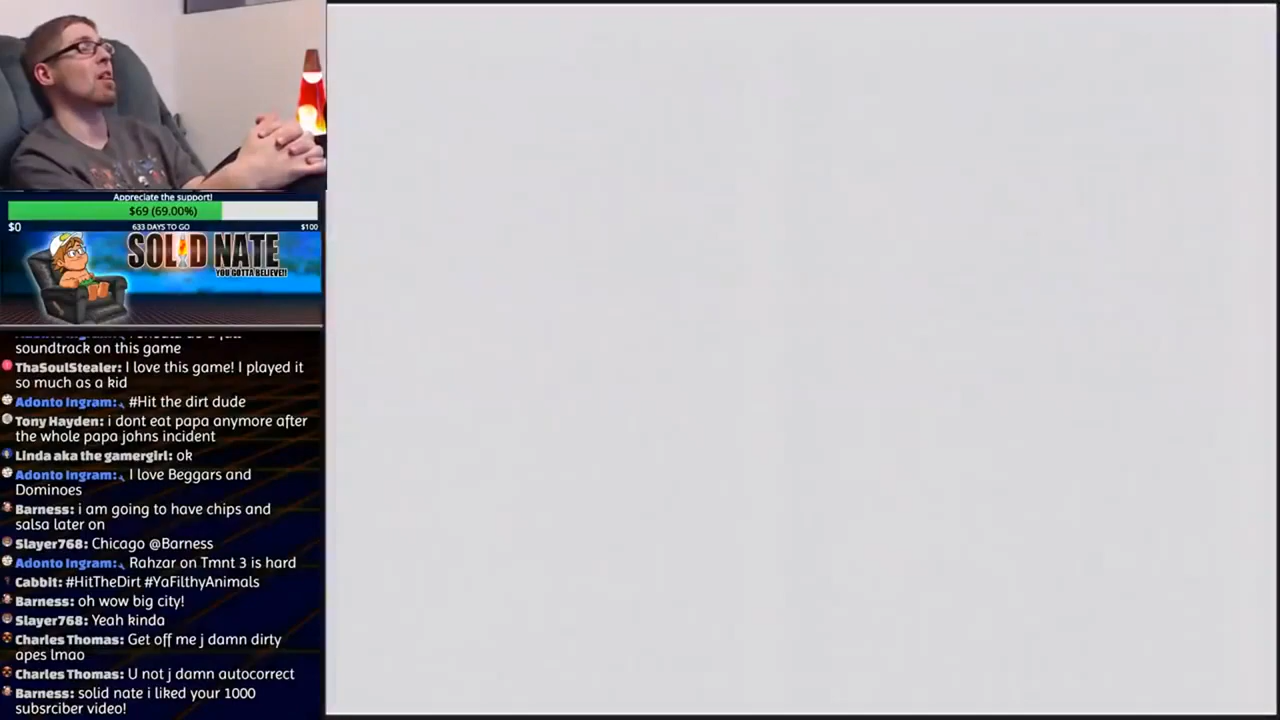 Appreciate the support!
$69 (69.00%)
$0 633 DAYS TO GO $100
SOLID NATE
YOU GOTTA BELIEVE!!
soundtrack on this game
ThaSoulStealer: I love this game! I played it
so much as a kid
Adonto Ingram: #Hit the dirt dude
Tony Hayden: i dont eat papa anymore after
the whole papa johns incident
Linda aka the gamergirl: ok
Adonto Ingram: I love Beggars and
Dominoes
Barness: i am going to have chips and
salsa later on
Slayer768: Chicago @Barness
Adonto Ingram: Rahzar on Tmnt 3 is hard
Cabbit: #HitTheDirt #YaFilthyAnimals
Barness: oh wow big city!
Slayer768: Yeah kinda
Charles Thomas: Get off me j damn dirty
apes lmao
Charles Thomas: U not j damn autocorrect
Barness: solid nate i liked your 1000
subsrciber video!